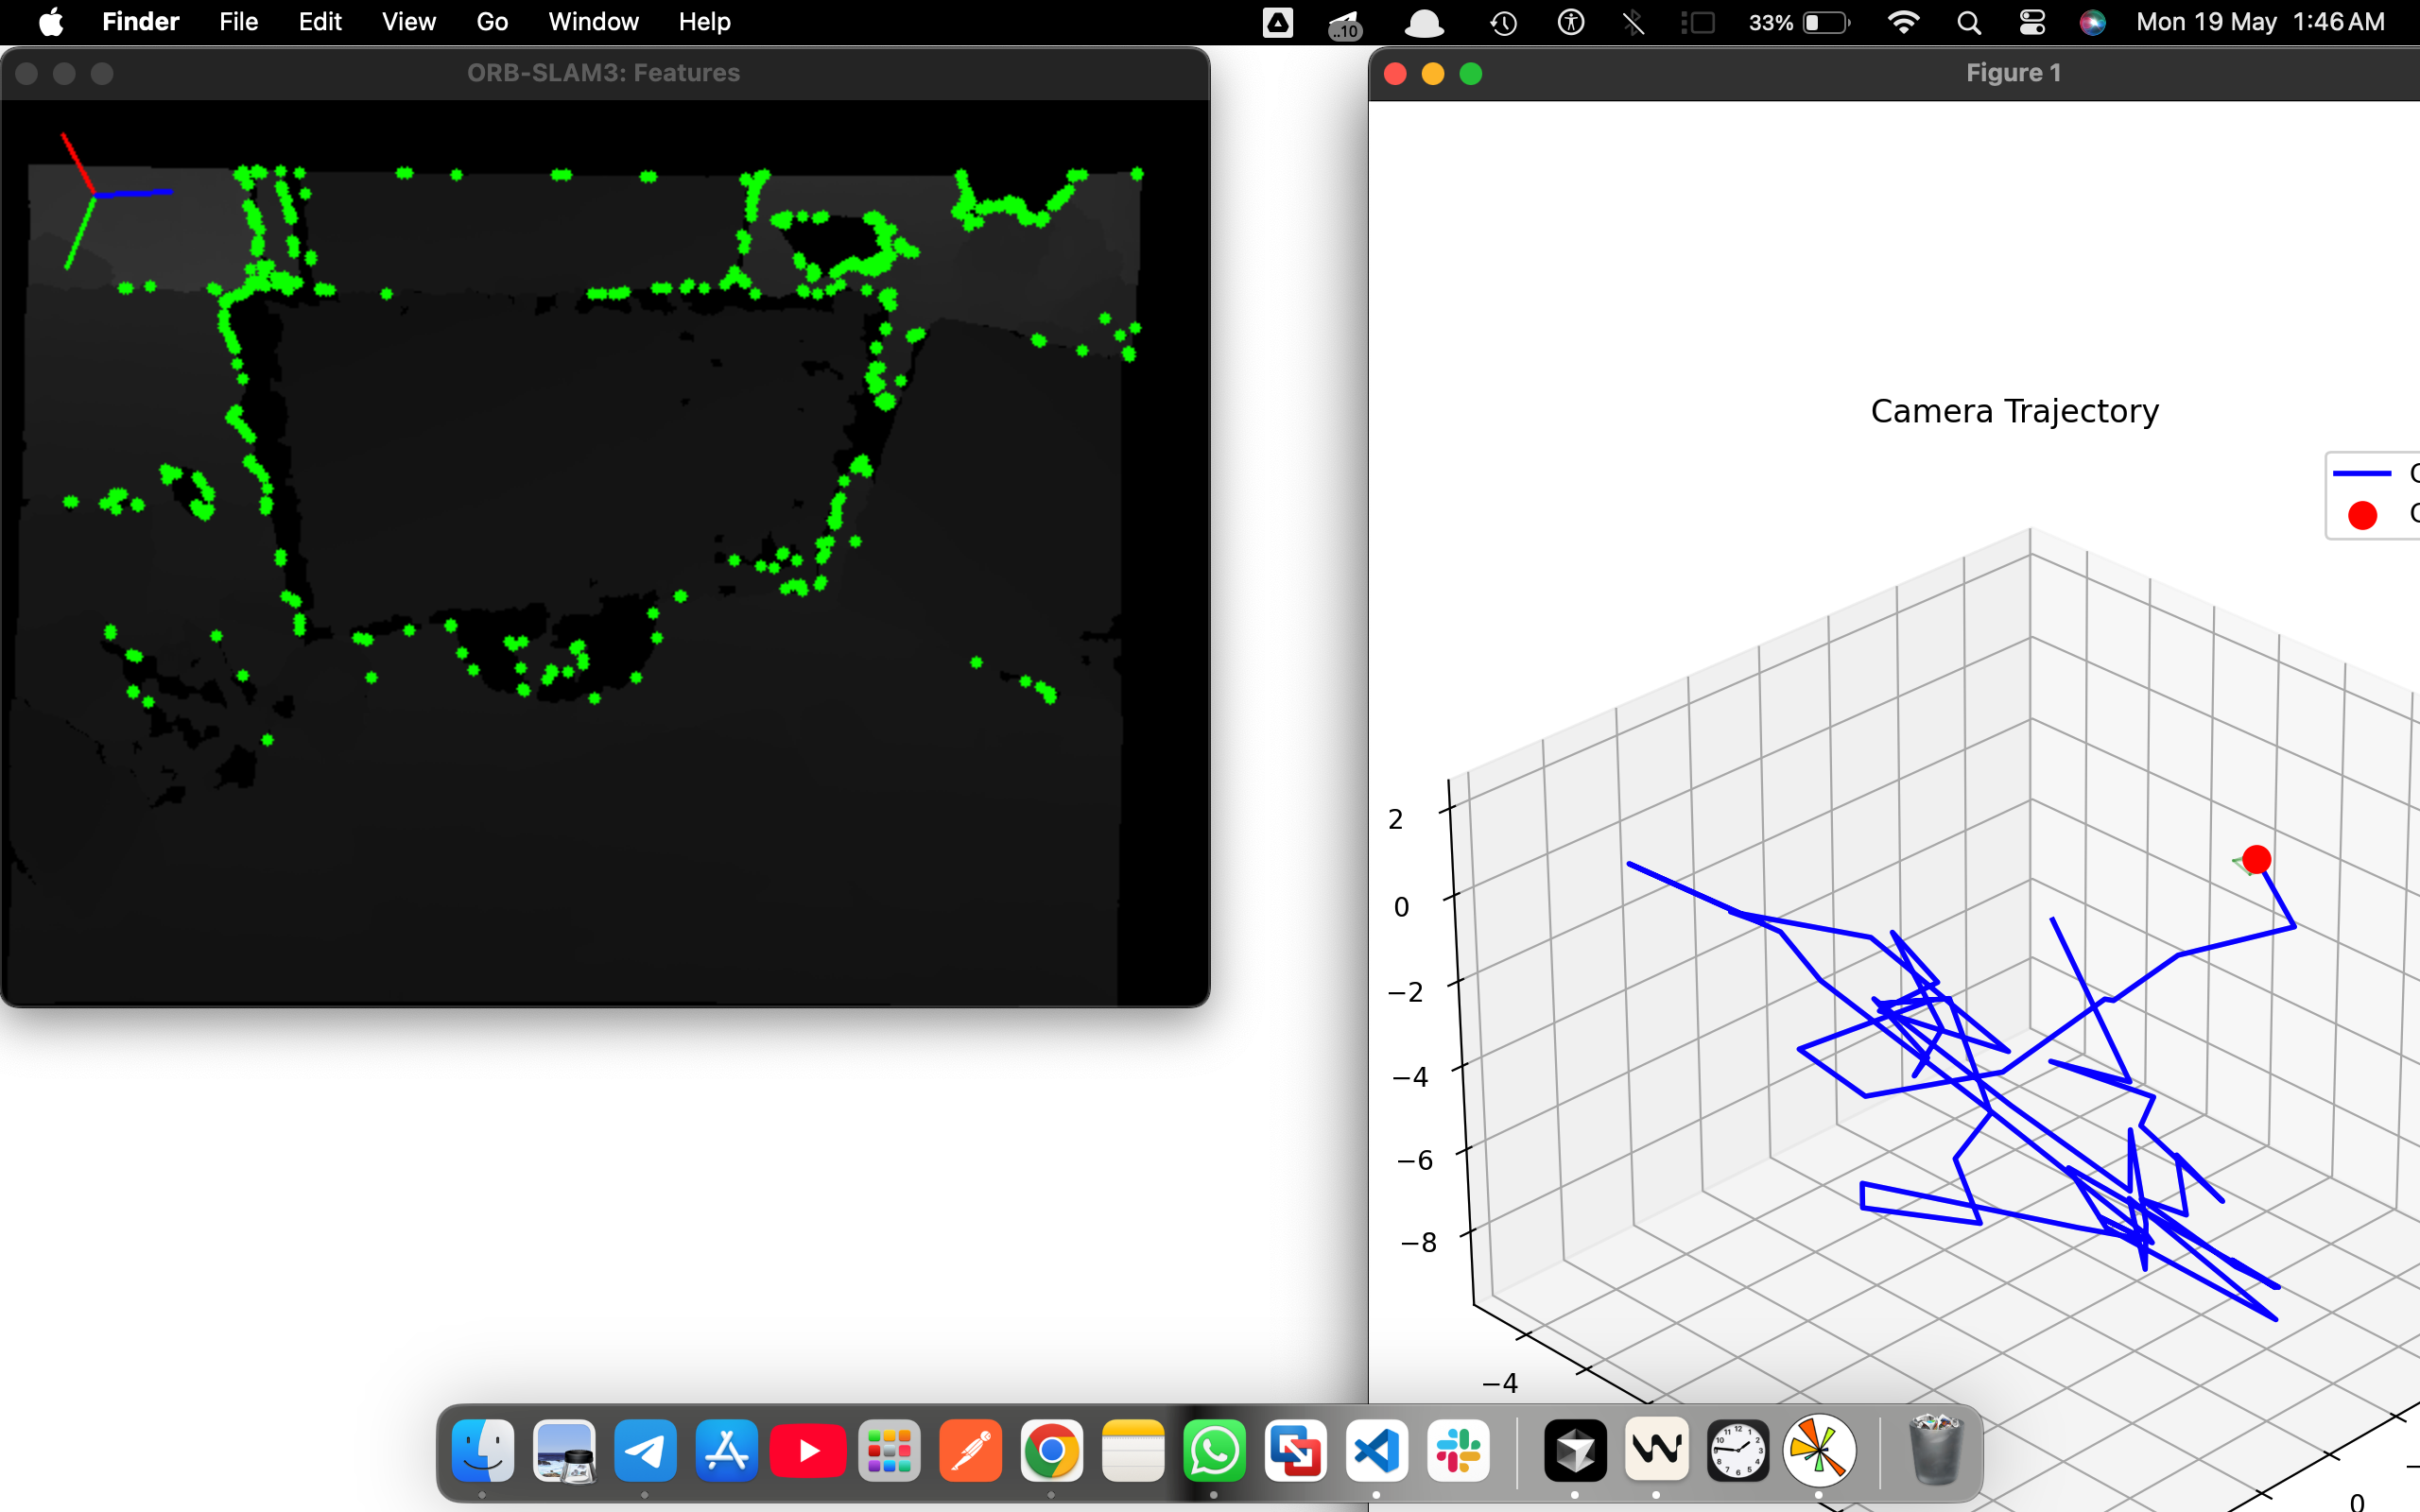 Finder File Edit View Go Window Help ..10 33% Mon 19 May 1:46 AM
ORB-SLAM3: Features
Figure 1
Camera Trajectory
2
0
−2
−4
−6
−8
−4
0